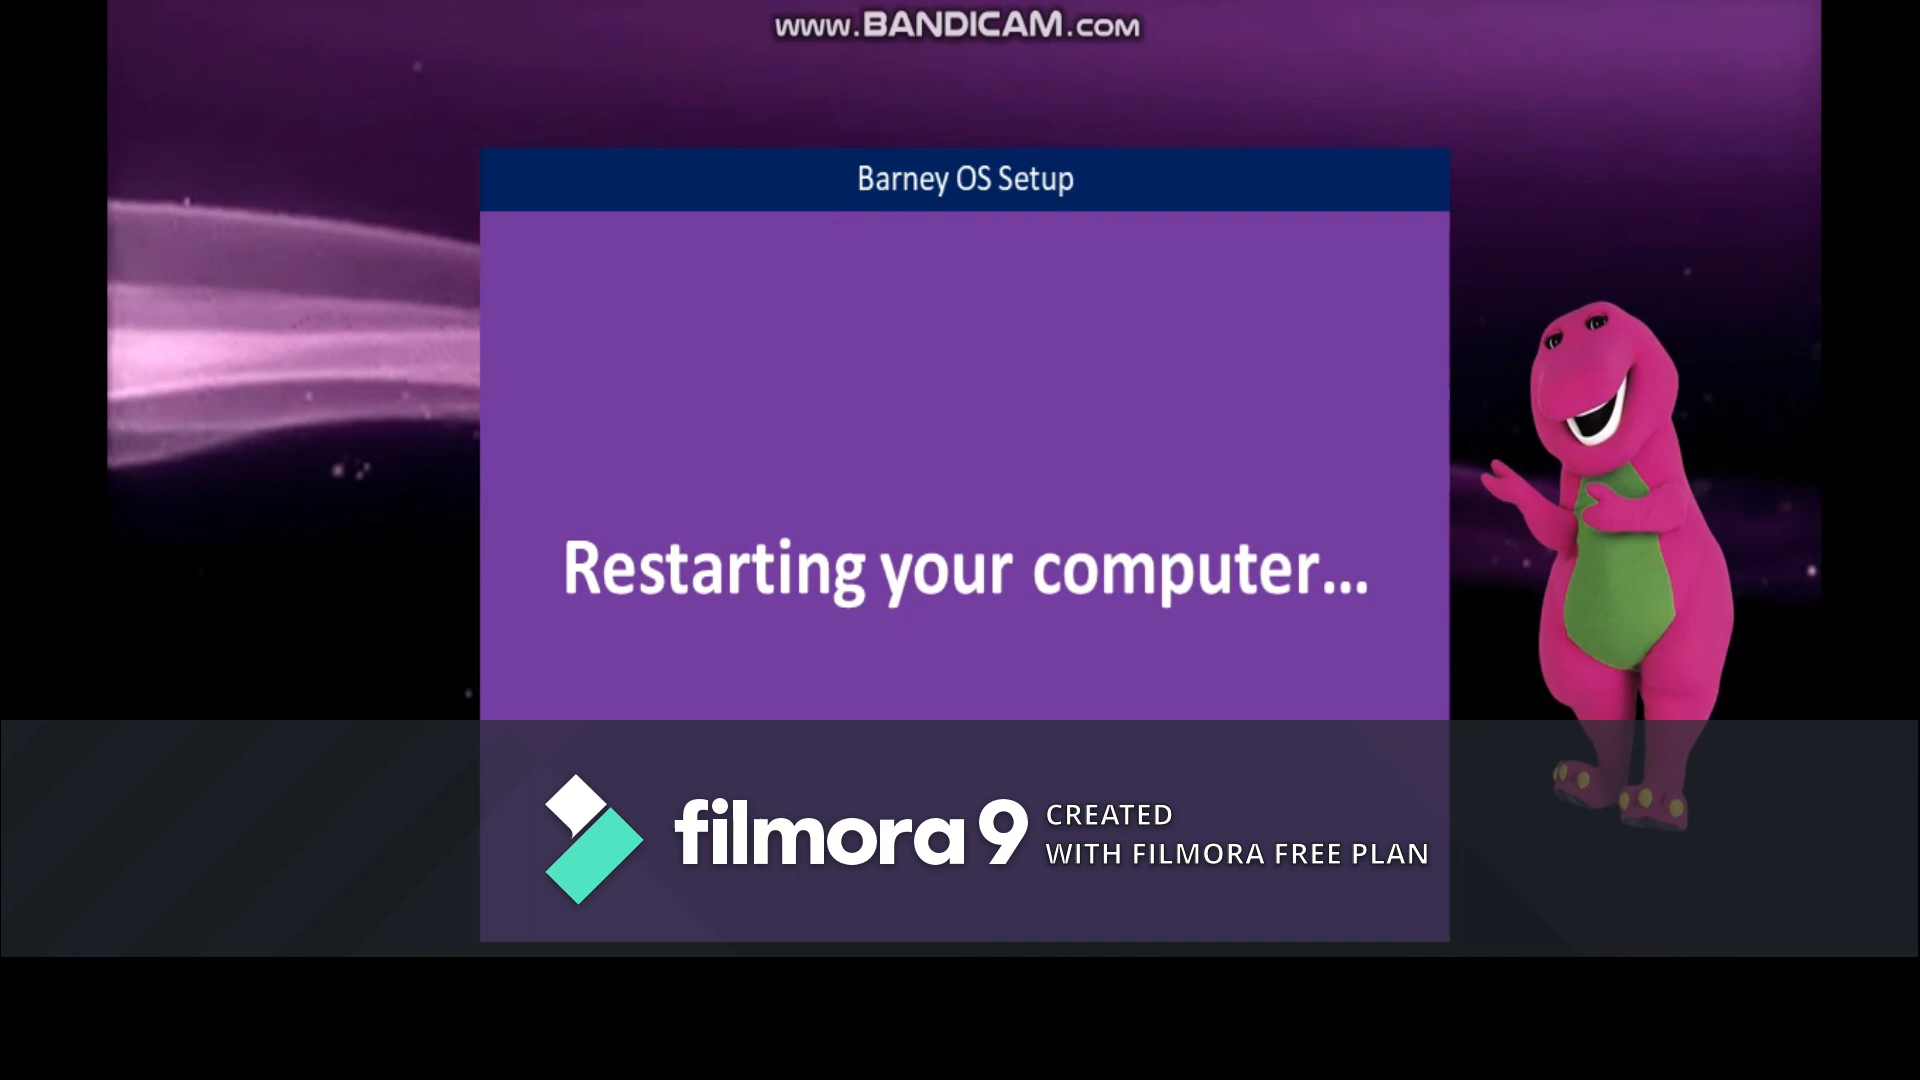 www.BANDICAM.COM
Barney OS Setup
Restarting your computer...
filmora 9
CREATED
WITH FILMORA FREE PLAN